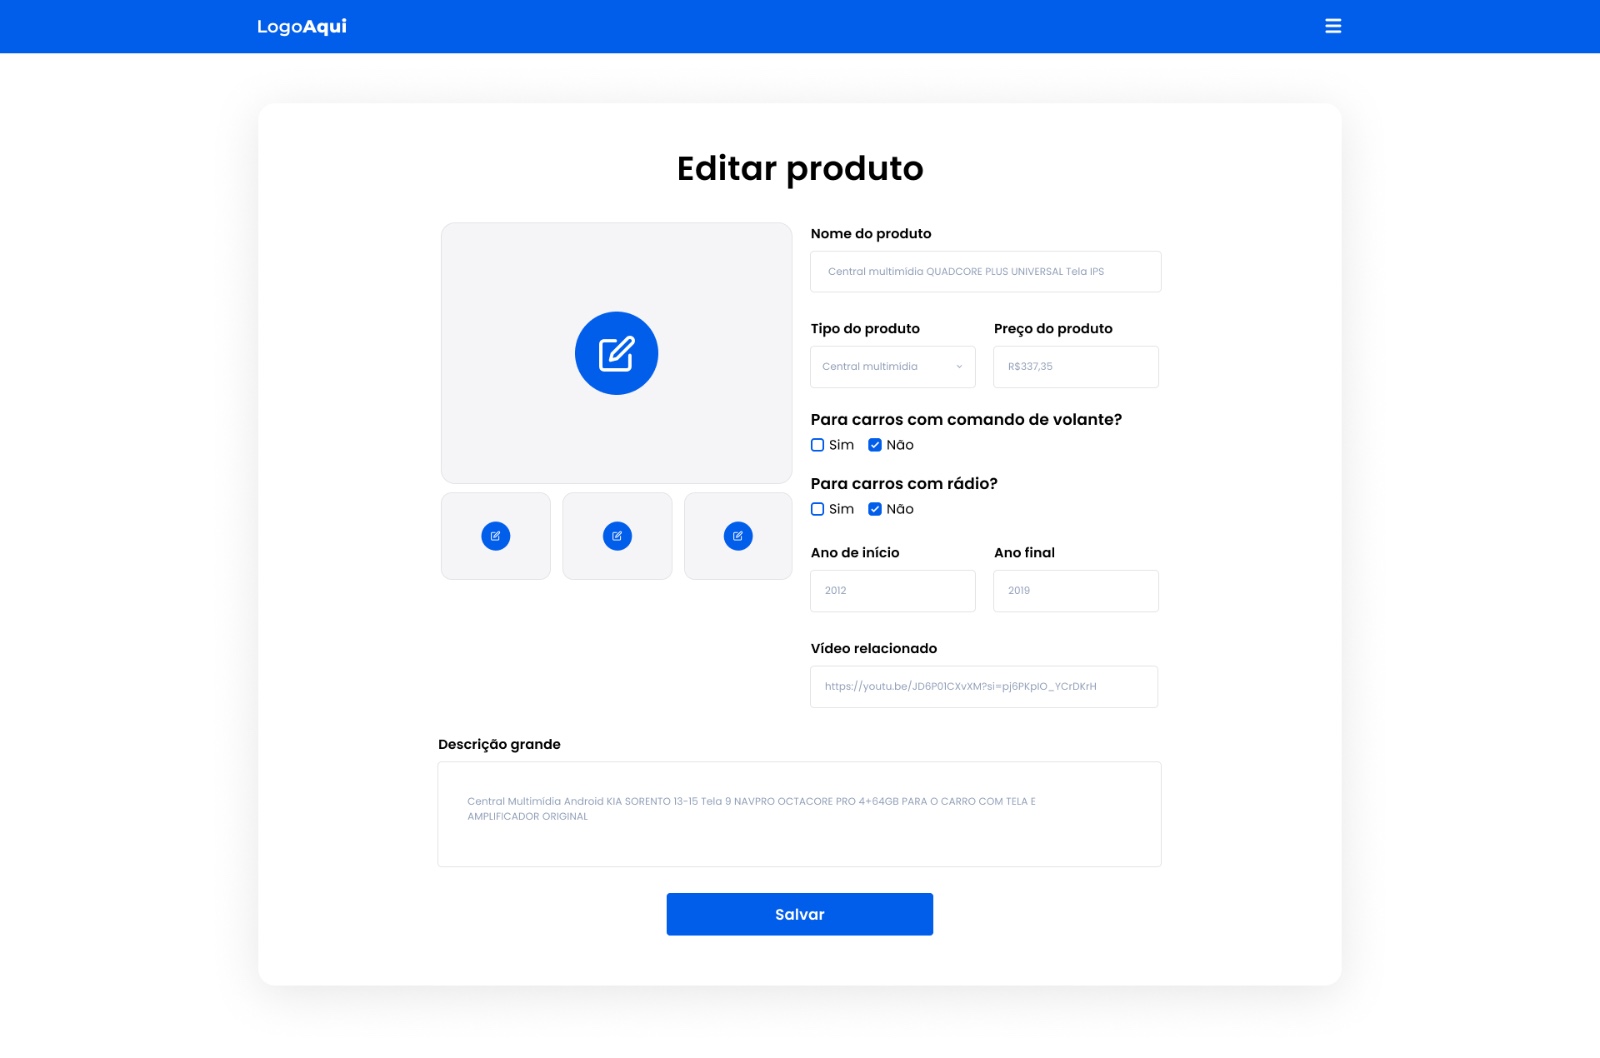 LogoAqui
Editar produto
Nome do produto
Central multimídia QUADCORE PLUS UNIVERSAL Tela IPS
Tipo do produto
Preço do produto
Central multimídia
R$337,35
Para carros com comando de volante?
Sim
Não
Para carros com rádio?
Sim
Não
Ano de início
Ano final
2012
2019
Vídeo relacionado
https://youtu.be/JD6P01CXvXM?si=pj6PKpIO_YCrDKrH
Descrição grande
Central Multimídia Android KIA SORENTO 13-15 Tela 9 NAVPRO OCTACORE PRO 4+64GB PARA O CARRO COM TELA E
AMPLIFICADOR ORIGINAL
Salvar